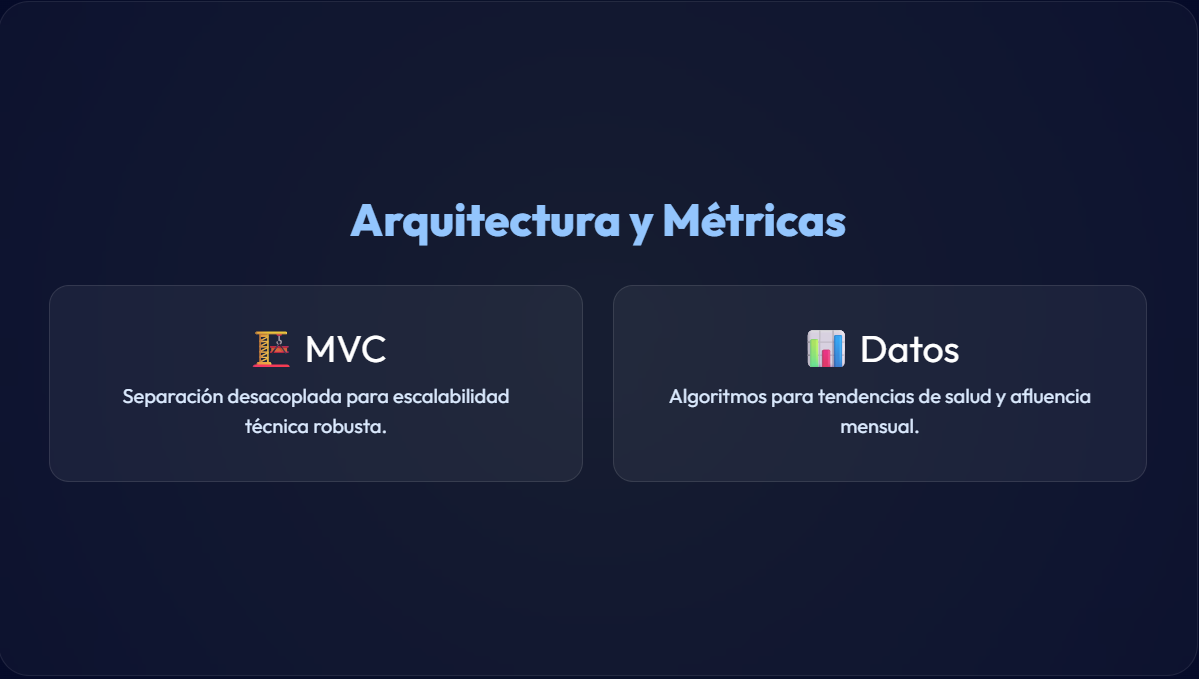 Arquitectura y Métricas
MVC
Separación desacoplada para escalabilidad
técnica robusta.
Datos
Algoritmos para tendencias de salud y afluencia
mensual.